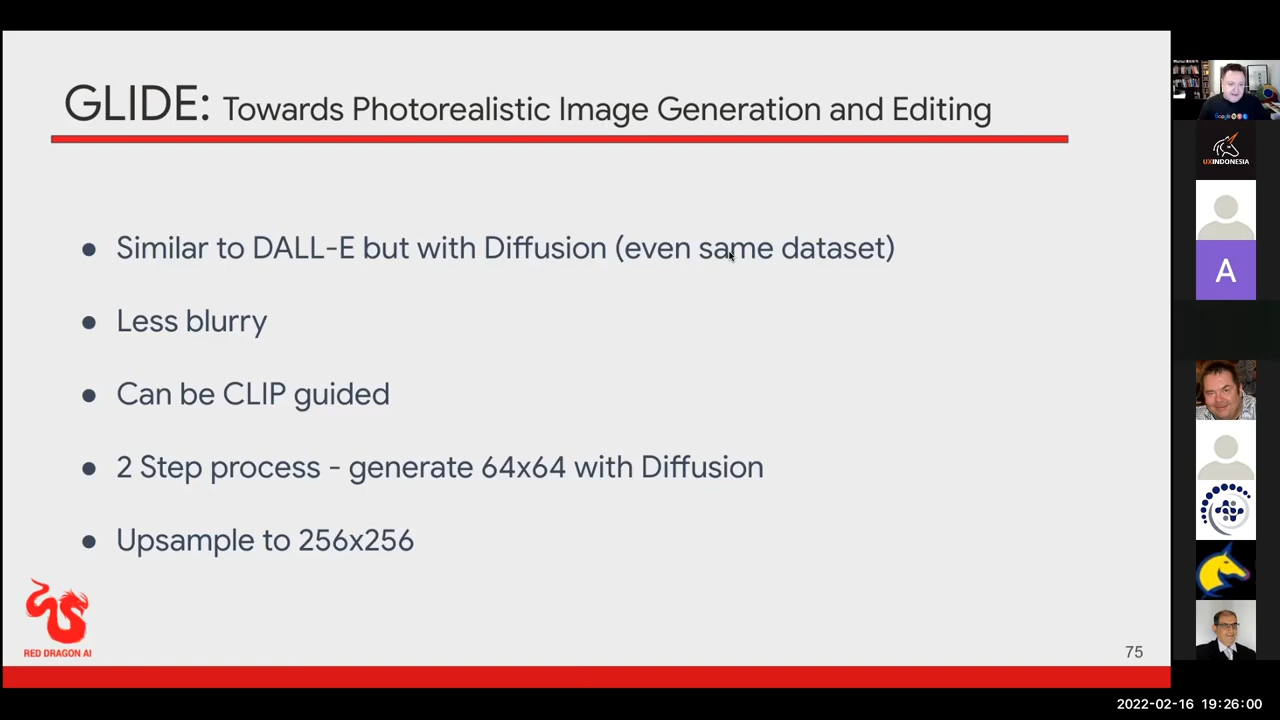 GLIDE: Towards Photorealistic Image Generation and Editing
● Similar to DALL-E but with Diffusion (even same dataset)
● Less blurry
● Can be CLIP guided
● 2 Step process - generate 64x64 with Diffusion
● Upsample to 256x256
RED DRAGON AI
75
UXINDONESIA
A
2022-02-16 19:26:00